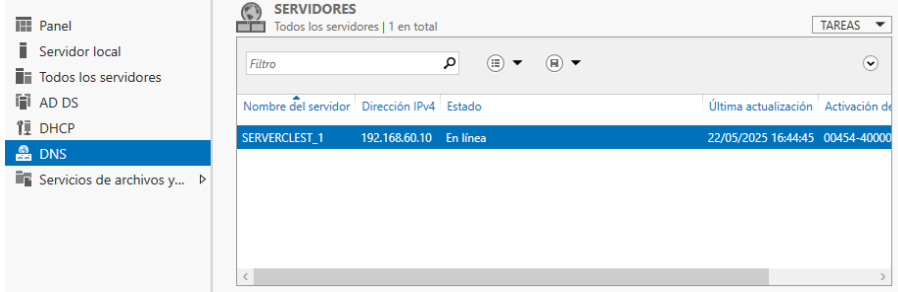 Panel
Servidor local
Todos los servidores
AD DS
DHCP
DNS
Servicios de archivos y...
SERVIDORES
Todos los servidores | 1 en total
TAREAS
Filtro
Nombre del servidor Dirección IPv4 Estado Última actualización Activación de
SERVERCLEST_1 192.168.60.10 En línea 22/05/2025 16:44:45 00454-40000